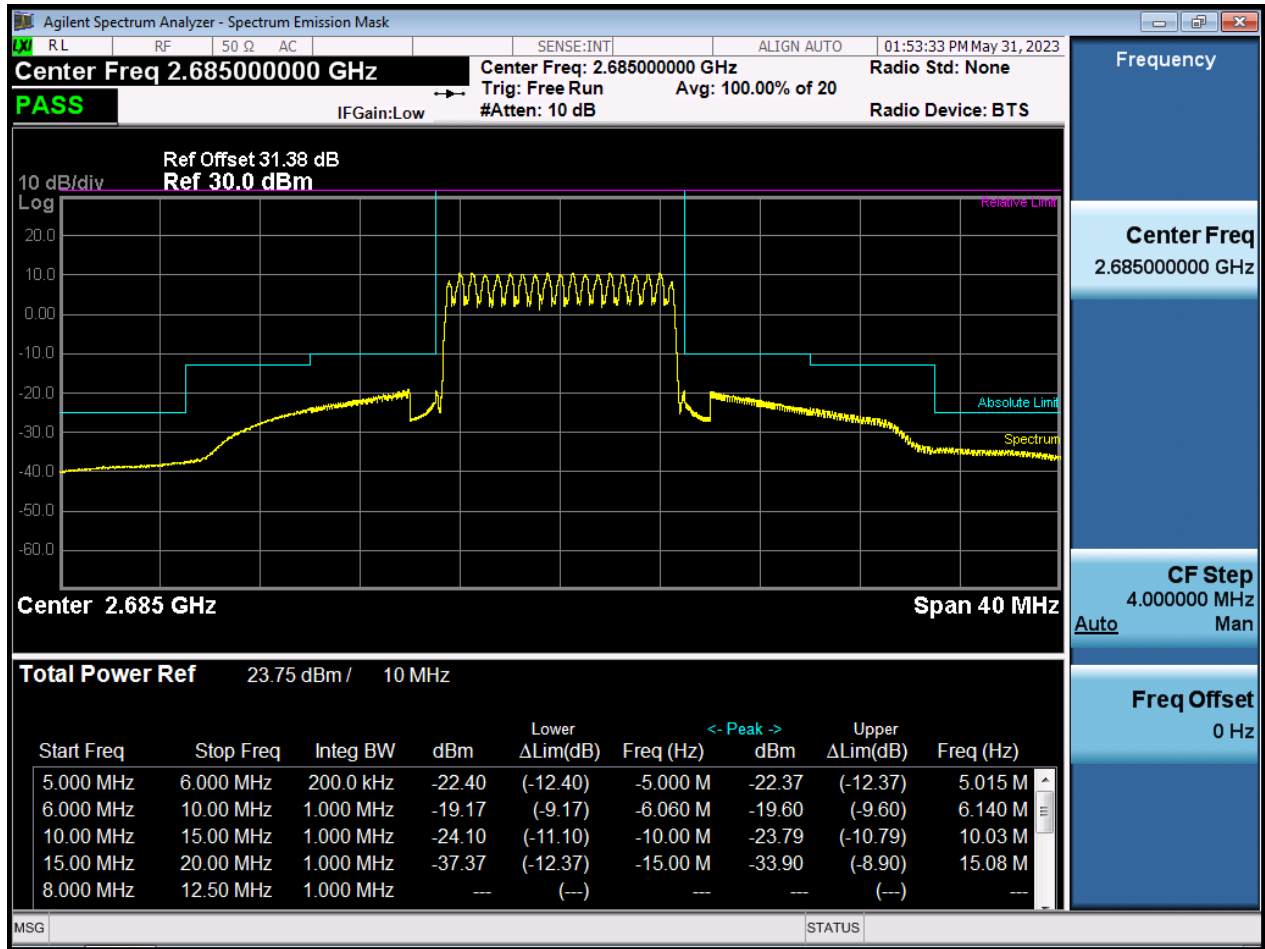 Agilent Spectrum Analyzer - Spectrum Emission Mask
LXI RL RF 50 Ω AC SENSE:INT ALIGN AUTO 01:53:33 PM May 31, 2023
Center Freq 2.685000000 GHz
Center Freq: 2.685000000 GHz Radio Std: None
Trig: Free Run Avg: 100.00% of 20
PASS
IFGain:Low #Atten: 10 dB Radio Device: BTS
Ref Offset 31.38 dB
10 dB/div Ref 30.0 dBm
Log
Relative Limit
20.0
10.0
0.00
-10.0
-20.0
Absolute Limit
-30.0
Spectrum
-40.0
-50.0
-60.0
Center 2.685 GHz Span 40 MHz
Total Power Ref 23.75 dBm / 10 MHz
Lower <- Peak -> Upper
Start Freq Stop Freq Integ BW dBm ΔLim(dB) Freq (Hz) dBm ΔLim(dB) Freq (Hz)
5.000 MHz 6.000 MHz 200.0 kHz -22.40 (-12.40) -5.000 M -22.37 (-12.37) 5.015 M
6.000 MHz 10.00 MHz 1.000 MHz -19.17 (-9.17) -6.060 M -19.60 (-9.60) 6.140 M
10.00 MHz 15.00 MHz 1.000 MHz -24.10 (-11.10) -10.00 M -23.79 (-10.79) 10.03 M
15.00 MHz 20.00 MHz 1.000 MHz -37.37 (-12.37) -15.00 M -33.90 (-8.90) 15.08 M
8.000 MHz 12.50 MHz 1.000 MHz --- (---) --- --- (---) ---
MSG STATUS
Frequency
Center Freq
2.685000000 GHz
CF Step
4.000000 MHz
Auto Man
Freq Offset
0 Hz